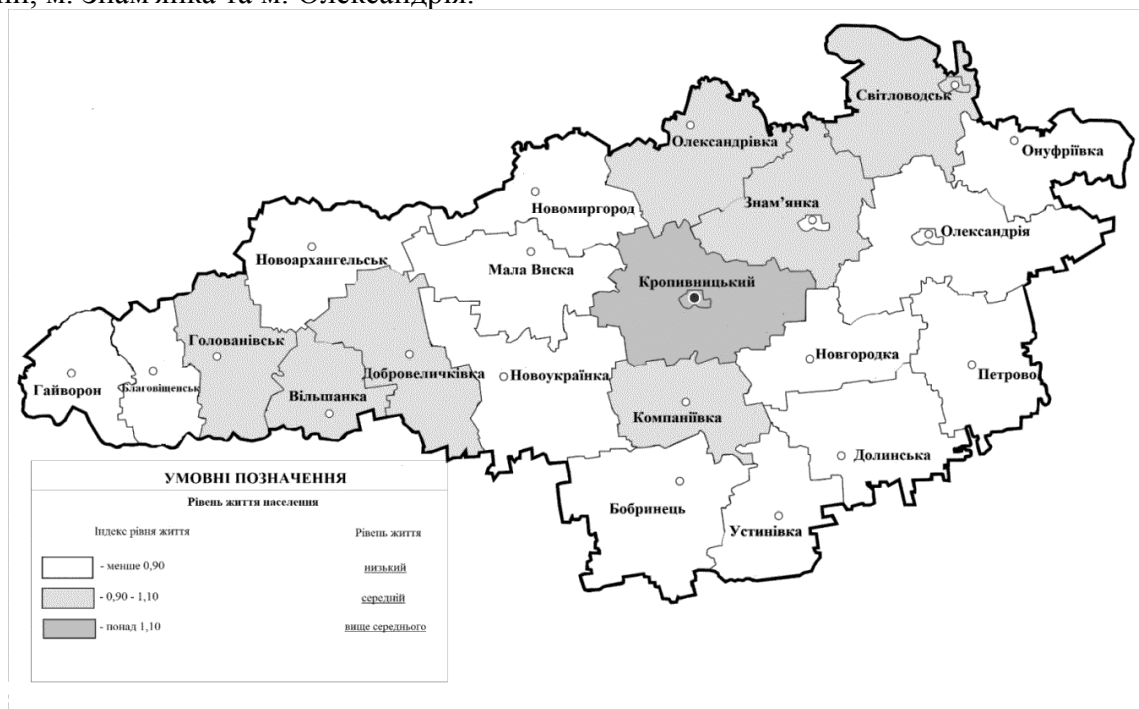 м. Знам'янка та м. Олександрія.
Світловодськ
Олександрівка
Онуфріївка
Знам'янка
Новомиргород
Олександрія
Новоархангельськ
Мала Виска
Кропивницький
Голованівськ
Новгородка
Добровеличківка
Новоукраїнка
Петрово
Гайворон
Благовіщенськ
Вільшанка
Компаніївка
Долинська
Бобринець
Устинівка
УМОВНІ ПОЗНАЧЕННЯ
Рівень життя населення
Індекс рівня життя Рівень життя
- менше 0,90 низький
- 0,90 - 1,10 середній
- понад 1,10 вище середнього